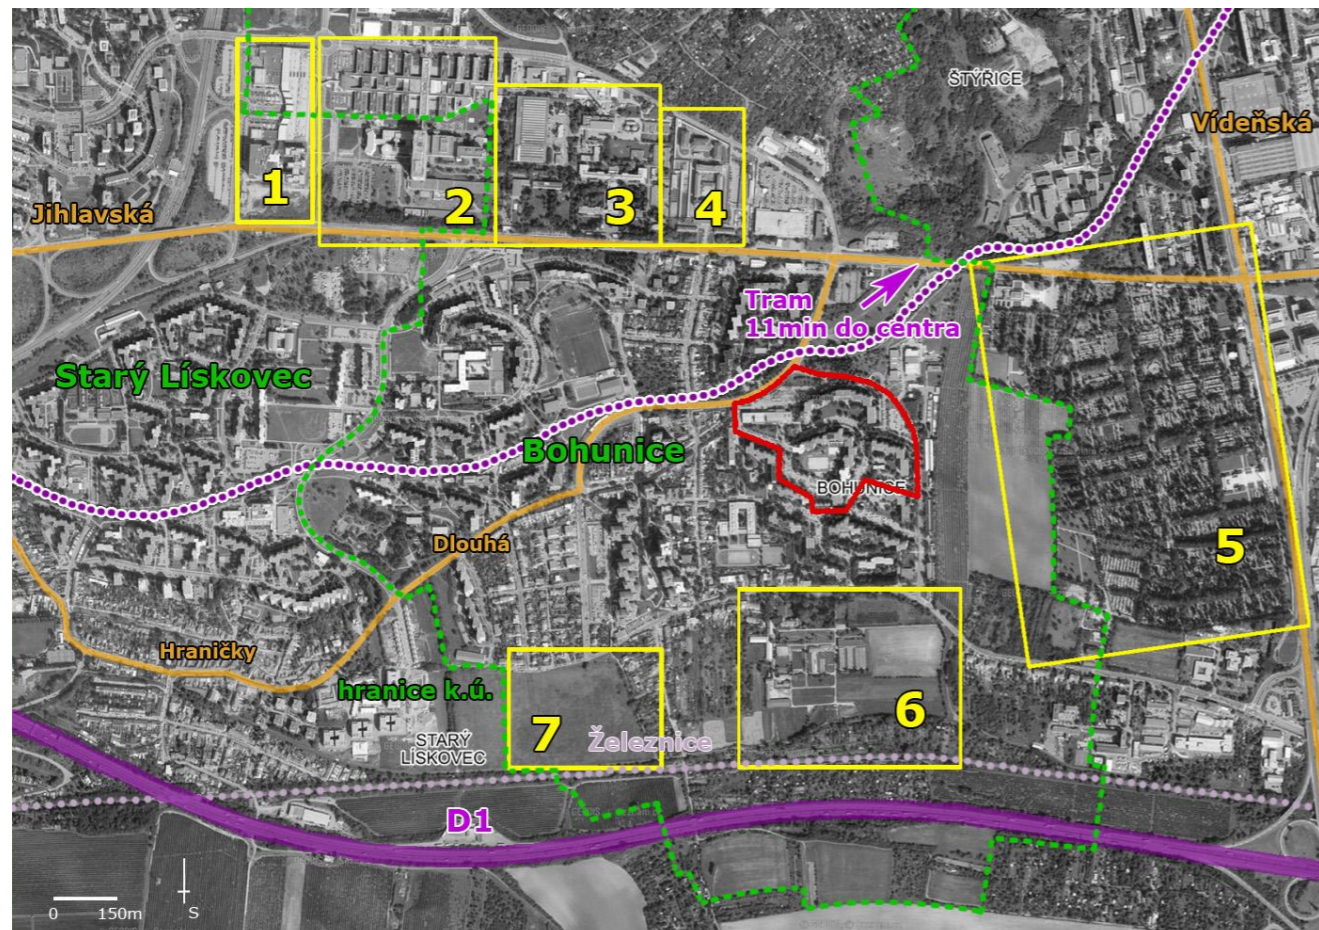 ŠTÝŘICE
Vídeňská
1
2
3
4
Jihlavská
Tram
11min do centra
Starý Lískovec
Bohunice
BOHUNICE
Dlouhá
5
Hraničky
hranice k.ú.
7
6
Železnice
STARÝ
LÍSKOVEC
D1
0 150m
S